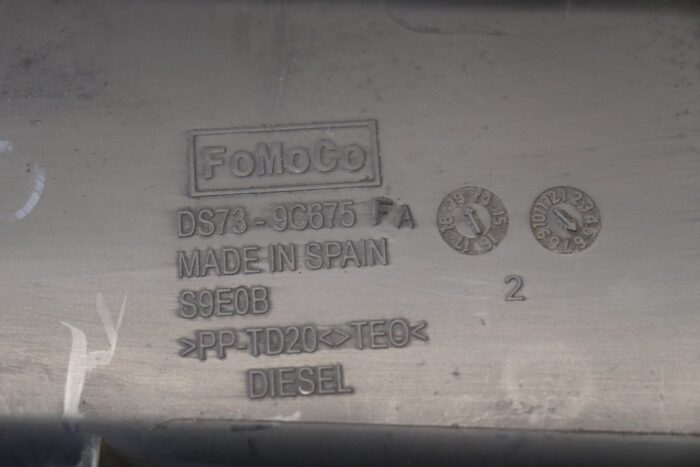 FoMoCo
DS73-9C675 FA
MADE IN SPAIN
S9E0B
>PP-TD20<>TEO<
DIESEL
2